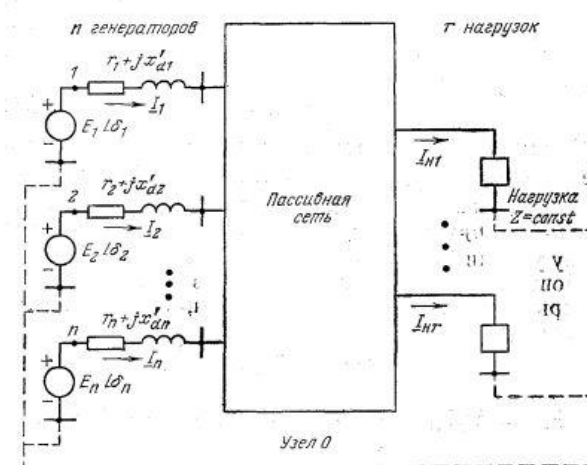 n генераторов
r нагрузок
r₁+jx'd1
1
+
I₁
−
E₁ ∠δ₁
r₂+jx'd2
2
+
I₂
−
E₂ ∠δ₂
rₙ+jx'dn
n
+
Iₙ
−
Eₙ ∠δₙ
Пассивная
сеть
Iн1
Нагрузка
Z=const
Iнr
Узел 0